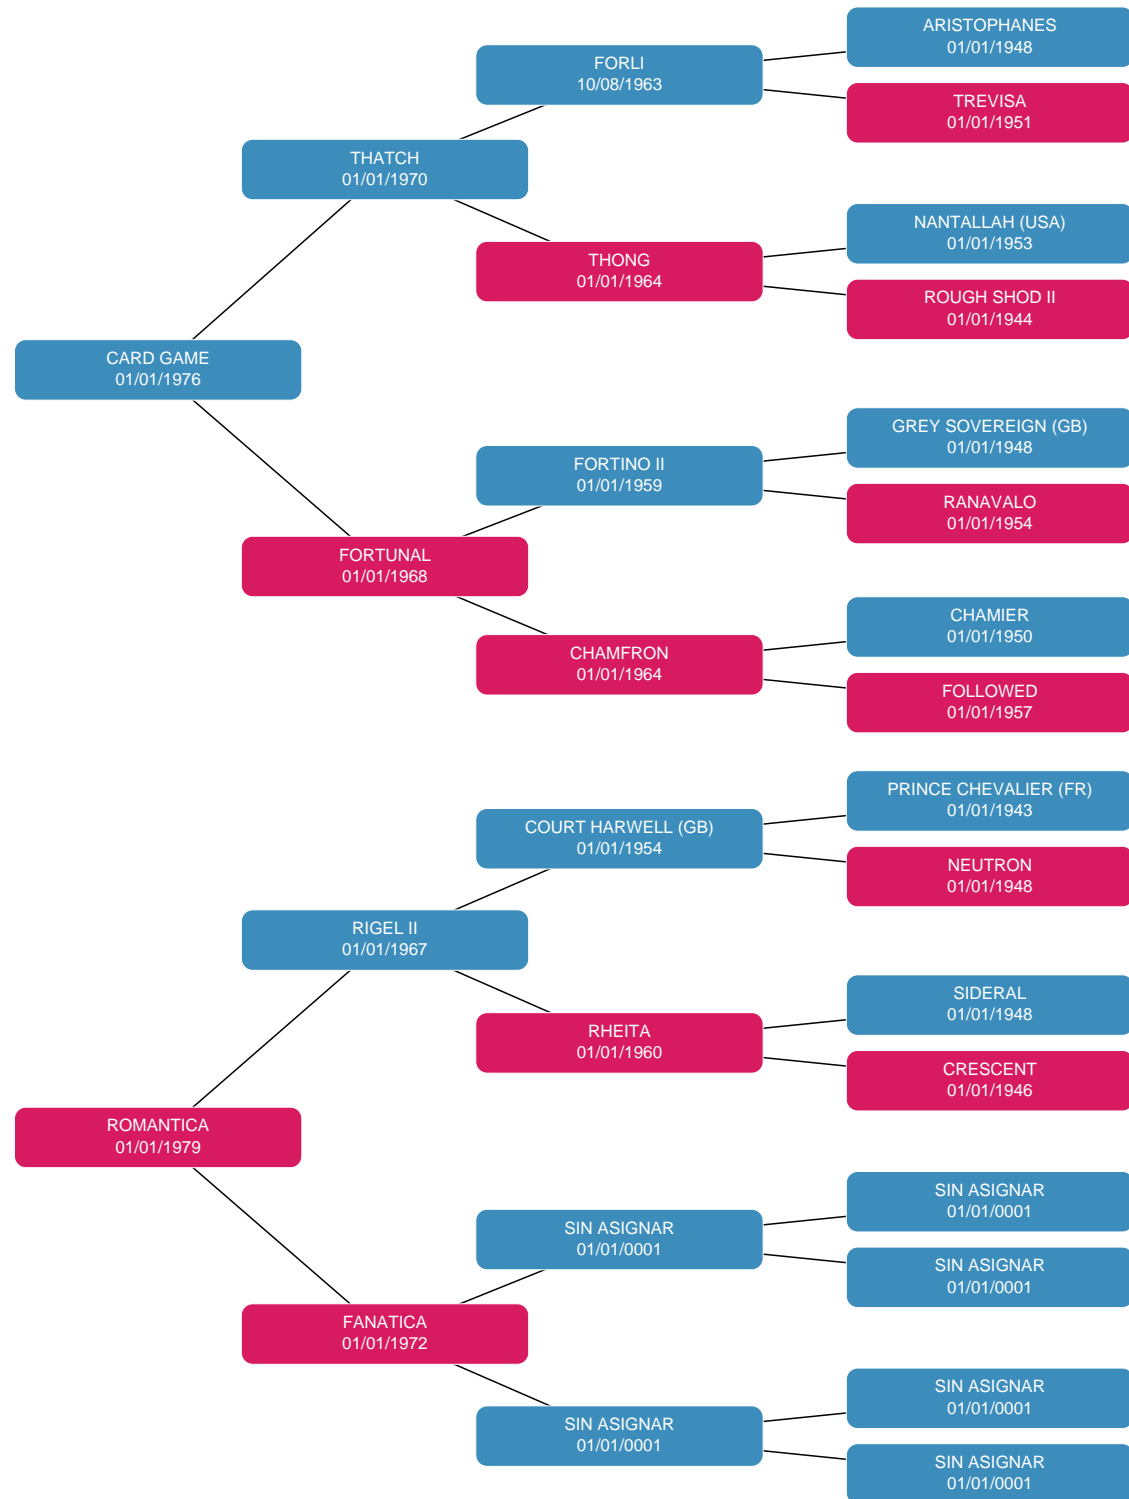 ARISTOPHANES
01/01/1948
FORLI
10/08/1963
TREVISA
01/01/1951
THATCH
01/01/1970
NANTALLAH (USA)
01/01/1953
THONG
01/01/1964
ROUGH SHOD II
01/01/1944
CARD GAME
01/01/1976
GREY SOVEREIGN (GB)
01/01/1948
FORTINO II
01/01/1959
RANAVALO
01/01/1954
FORTUNAL
01/01/1968
CHAMIER
01/01/1950
CHAMFRON
01/01/1964
FOLLOWED
01/01/1957
PRINCE CHEVALIER (FR)
01/01/1943
COURT HARWELL (GB)
01/01/1954
NEUTRON
01/01/1948
RIGEL II
01/01/1967
SIDERAL
01/01/1948
RHEITA
01/01/1960
CRESCENT
01/01/1946
ROMANTICA
01/01/1979
SIN ASIGNAR
01/01/0001
SIN ASIGNAR
01/01/0001
SIN ASIGNAR
01/01/0001
FANATICA
01/01/1972
SIN ASIGNAR
01/01/0001
SIN ASIGNAR
01/01/0001
SIN ASIGNAR
01/01/0001